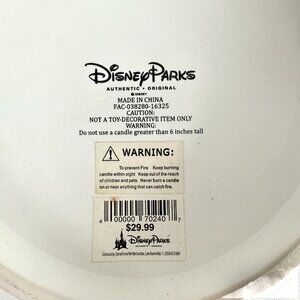 Disney Parks
AUTHENTIC • ORIGINAL
© DISNEY
MADE IN CHINA
FAC-038280-16325
CAUTION:
NOT A TOY-DECORATIVE ITEM ONLY
WARNING:
Do not use a candle greater than 6 inches tall
WARNING:
To prevent Fire Keep burning
candle within sight Keep out of the reach
of children and pets Never burn a candle
on or near anything that can catch fire.
4 00000 70240 7
$29.99
Disney Parks